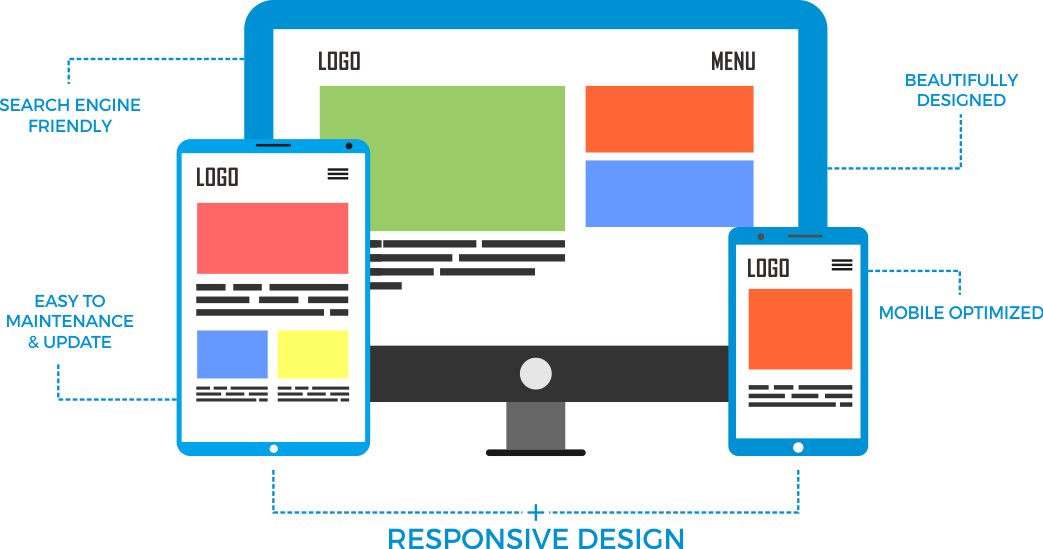 LOGO
MENU
SEARCH ENGINE
FRIENDLY
BEAUTIFULLY
DESIGNED
LOGO
LOGO
EASY TO
MAINTENANCE
& UPDATE
MOBILE OPTIMIZED
RESPONSIVE DESIGN